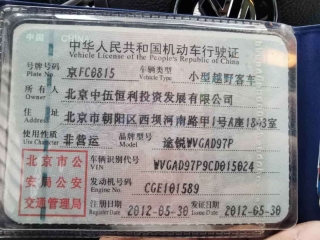 中华人民共和国机动车行驶证
Vehicle License of the People's Republic of China
号牌号码 京FC0815 车辆类型 小型越野客车
Plate No. Vehicle Type
所有人 北京中伍恒利投资发展有限公司
Owner
住址 北京市朝阳区西坝河南路甲1号A座1843室
Address
使用性质 非营运 品牌型号 途锐WVGAD97P
Use Character Model
北京市公安局公安交通管理局
车辆识别代号 WVGAD97P9CD015024
VIN
发动机号码 CGE101589
Engine No.
注册日期 2012-05-30 发证日期 2012-05-30
Register Date Issue Date